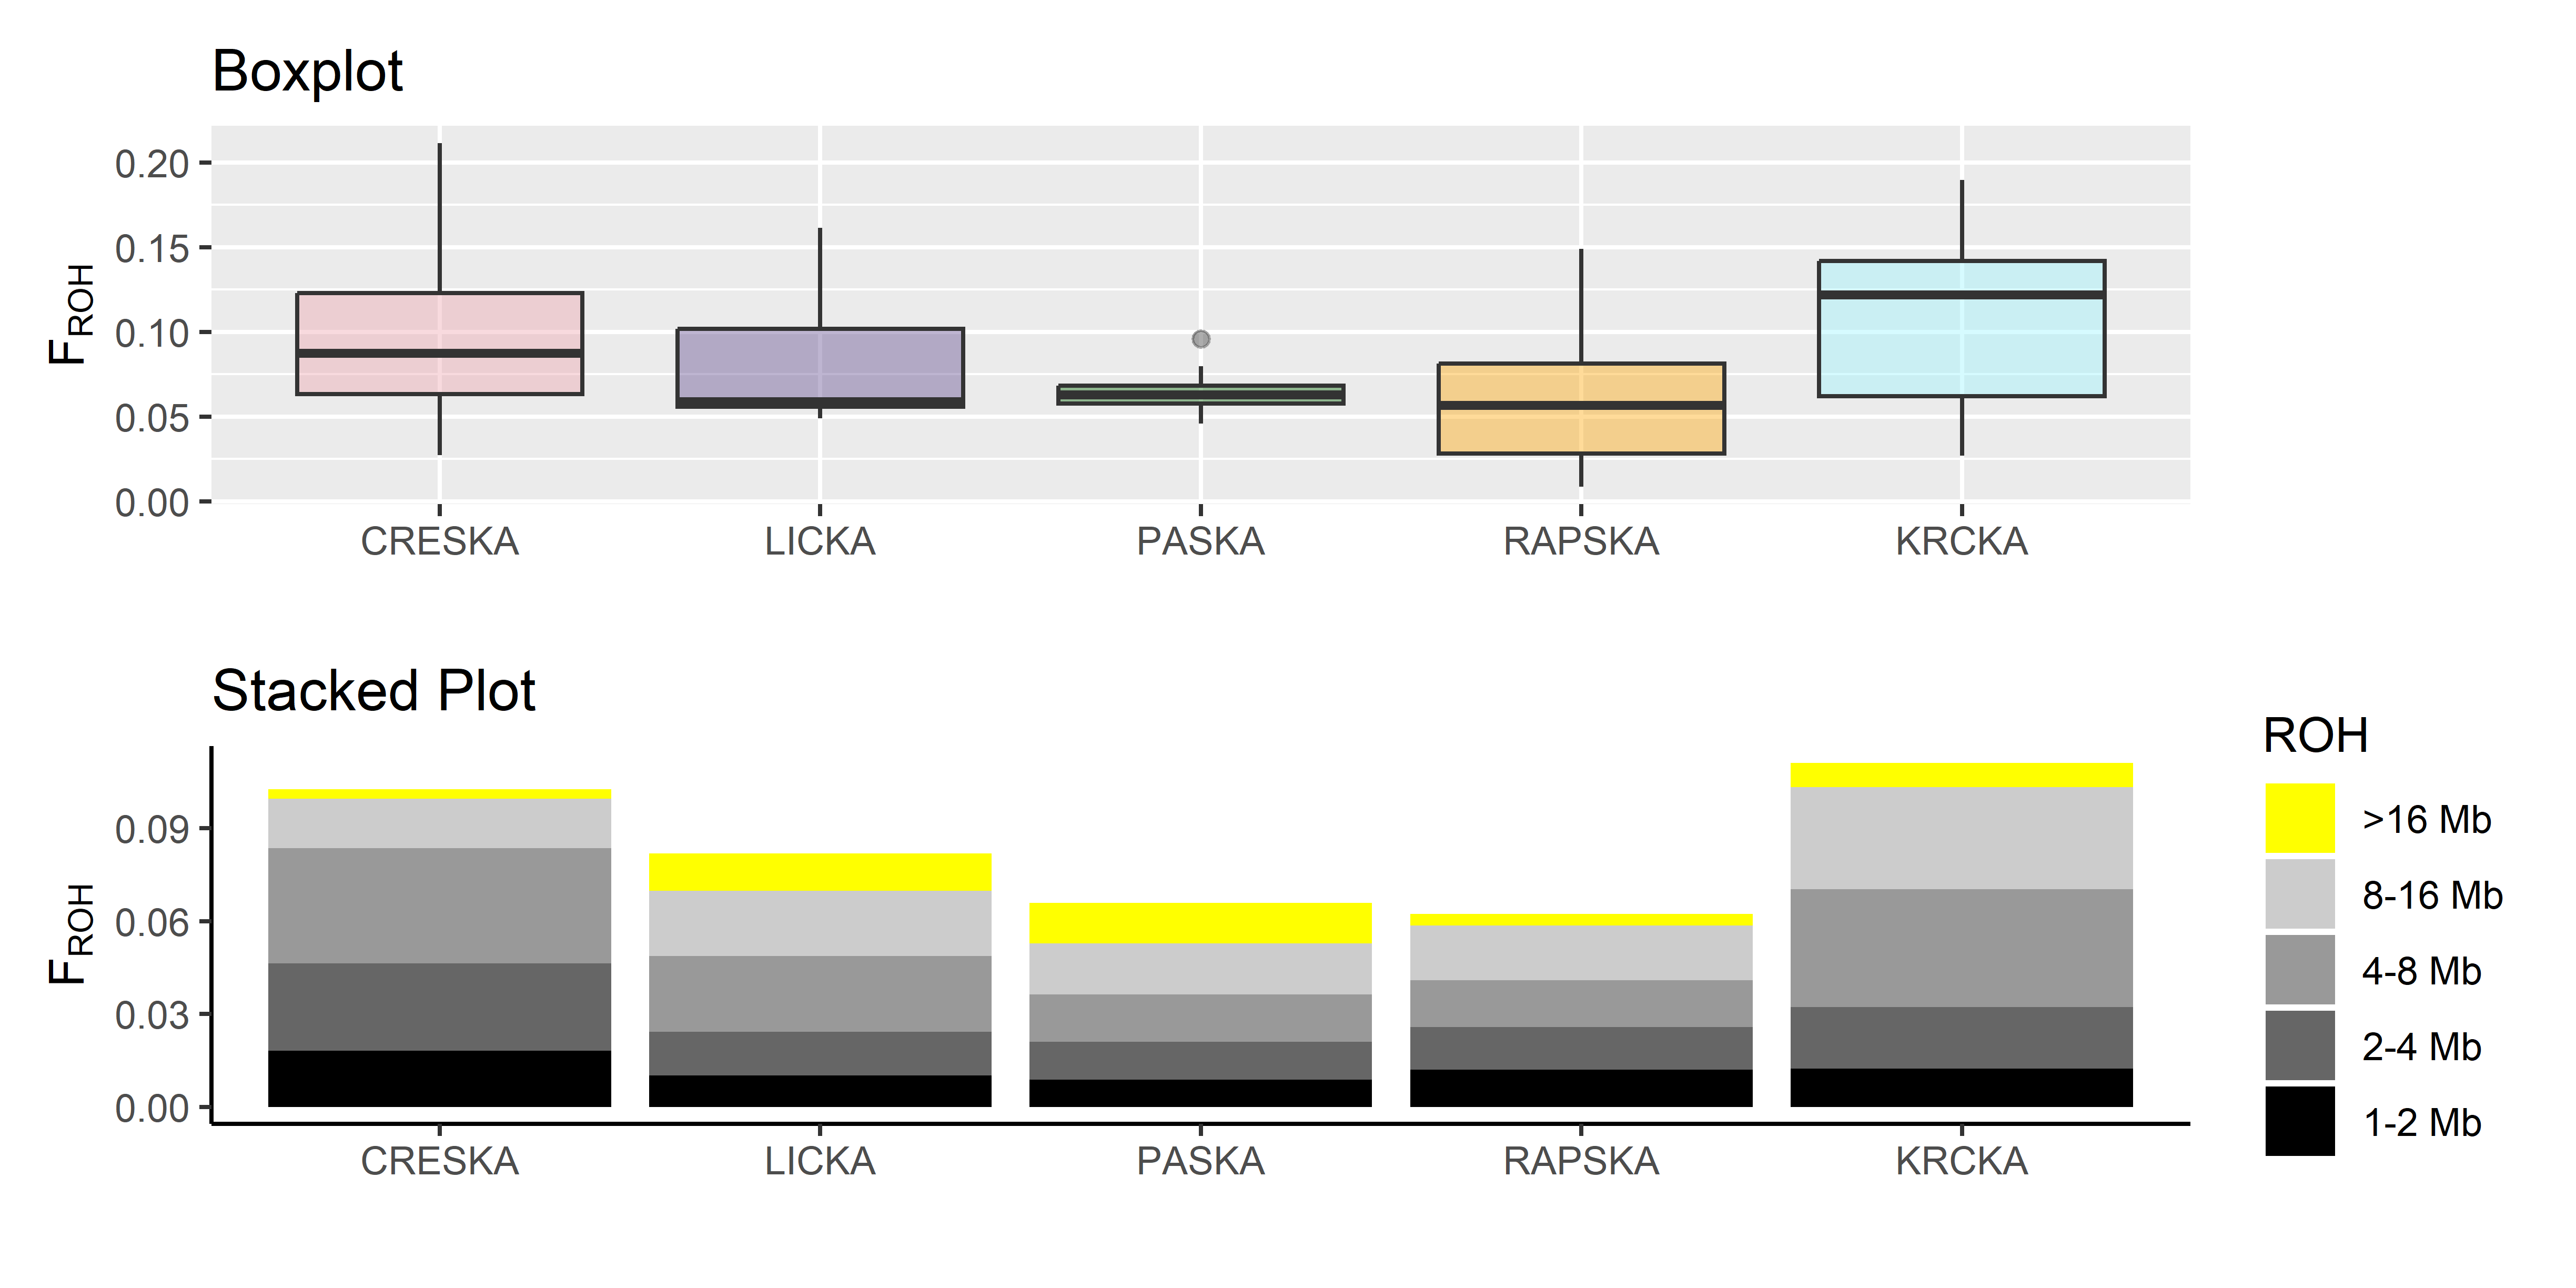 Boxplot
0.20
0.15
0.10
0.05
0.00
FROH
CRESKA LICKA PASKA RAPSKA KRCKA
Stacked Plot
0.09
0.06
0.03
0.00
FROH
CRESKA LICKA PASKA RAPSKA KRCKA
ROH
>16 Mb
8-16 Mb
4-8 Mb
2-4 Mb
1-2 Mb